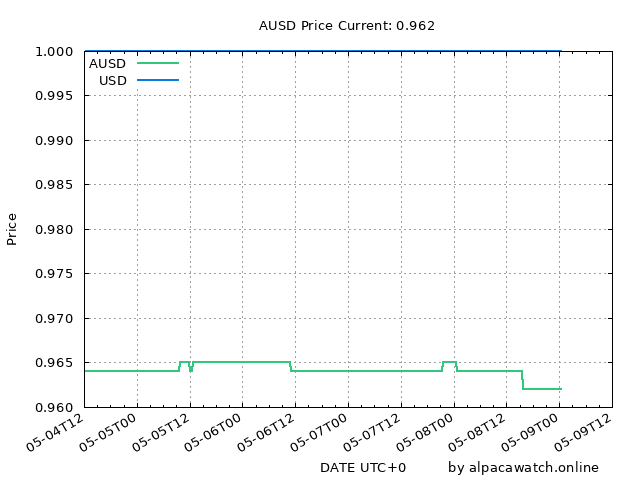 AUSD Price Current: 0.962
1.000
0.995
0.990
0.985
0.980
0.975
0.970
0.965
0.960
AUSD
USD
Price
05-04T12
05-05T00
05-05T12
05-06T00
05-06T12
05-07T00
05-07T12
05-08T00
05-08T12
05-09T00
05-09T12
DATE UTC+0
by alpacawatch.online